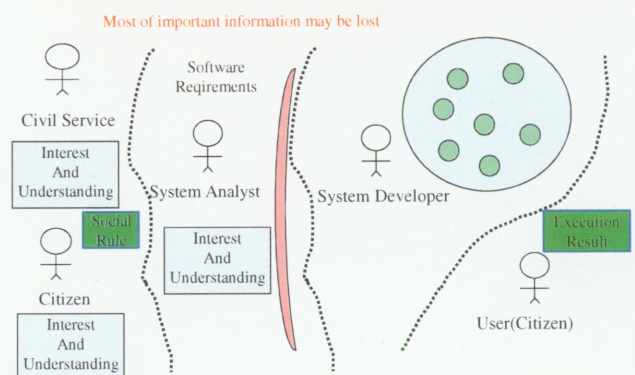 Most of important information may be lost
Civil Service
Interest
And
Understanding
Social
Rule
Citizen
Interest
And
Understanding
Software
Reqirements
System Analyst
Interest
And
Understanding
System Developer
Execution
Result
User(Citizen)